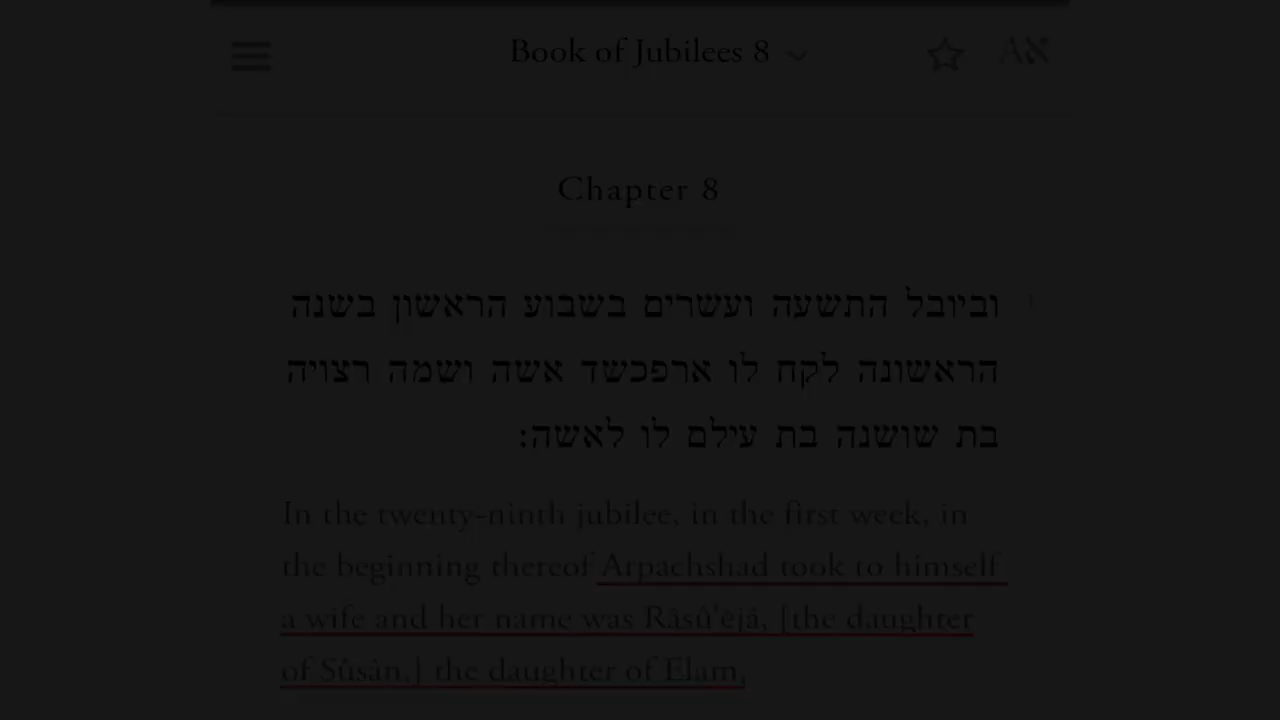 Book of Jubilees 8
Aא
Chapter 8
וביובל התשעה ועשרים בשבוע הראשון בשנה
הראשונה לקח לו ארפכשד אשה ושמה רצויה
בת שושנה בת עילם לו לאשה:
In the twenty-ninth jubilee, in the first week, in
the beginning thereof Arpachshad took to himself
a wife and her name was Râsû'ĕjâ, [the daughter
of Sûsân,] the daughter of Elam,